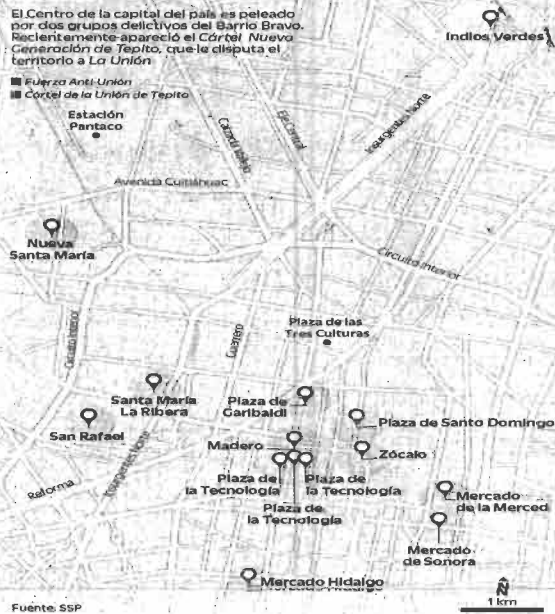 El Centro de la capital del país es peleado
por dos grupos delictivos del Barrio Bravo.
Recientemente apareció el Cártel Nueva
Generación de Tepito, que le disputa el
territorio a La Unión
Fuerza Anti-Unión
Cártel de la Unión de Tepito
Indios Verdes
Estación
Pantaco
Eje Central
Insurgentes Norte
Avenida Cuitláhuac
Nueva
Santa María
Circuito Interior
Circuito Interior
Plaza de las
Tres Culturas
Guerrero
Santa María
La Ribera
Plaza de
Garibaldi
Plaza de Santo Domingo
San Rafael
Insurgentes Norte
Madero
Zócalo
Plaza de
la Tecnología
Plaza de
la Tecnología
Plaza de
la Tecnología
Reforma
Mercado
de la Merced
Mercado
de Sonora
Mercado Hidalgo
N
1 km
Fuente: SSP